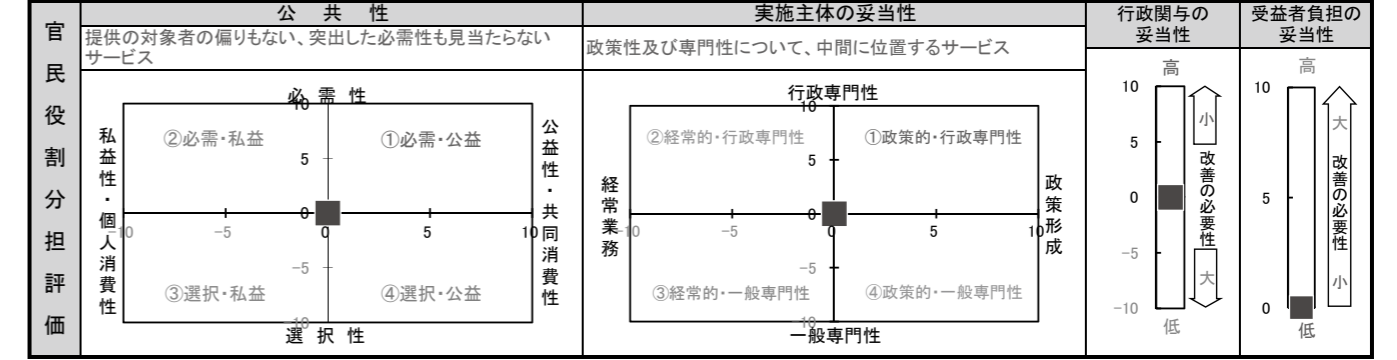 官民役割分担評価
公共性
実施主体の妥当性
行政関与の
妥当性
受益者負担の
妥当性
提供の対象者の偏りもない、突出した必需性も見当たらない
サービス
政策性及び専門性について、中間に位置するサービス
必需性
10
②必需・私益
①必需・公益
5
私益性・個人消費性
公益性・共同消費性
-10
-5
0
0
5
10
-5
③選択・私益
④選択・公益
-10
選択性
行政専門性
10
②経常的・行政専門性
①政策的・行政専門性
5
経常業務
政策形成
-10
-5
0
0
5
10
-5
③経常的・一般専門性
④政策的・一般専門性
-10
一般専門性
高
10
小
5
改善の必要性
0
-5
大
-10
低
高
10
大
改善の必要性
5
小
0
低